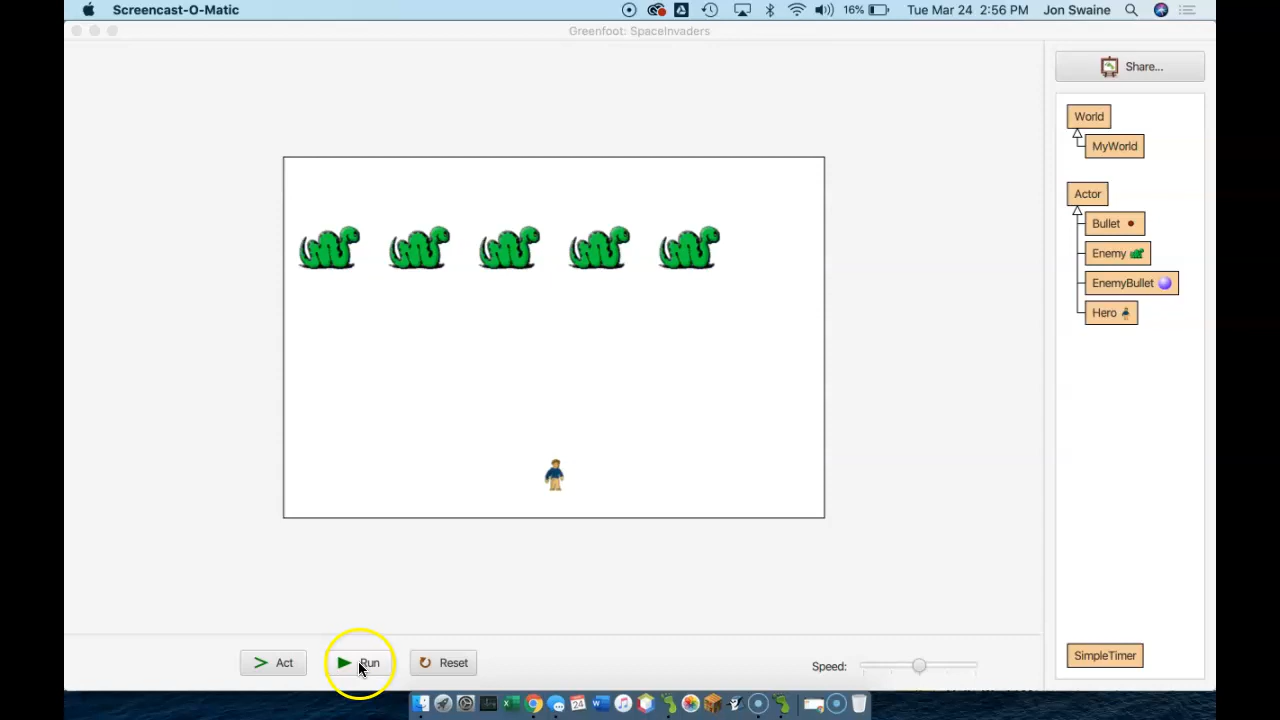 Screencast-O-Matic 16% Tue Mar 24 2:56 PM Jon Swaine
Greenfoot: SpaceInvaders
Share...
World
MyWorld
Actor
Bullet
Enemy
EnemyBullet
Hero
SimpleTimer
Act Run Reset Speed:
24